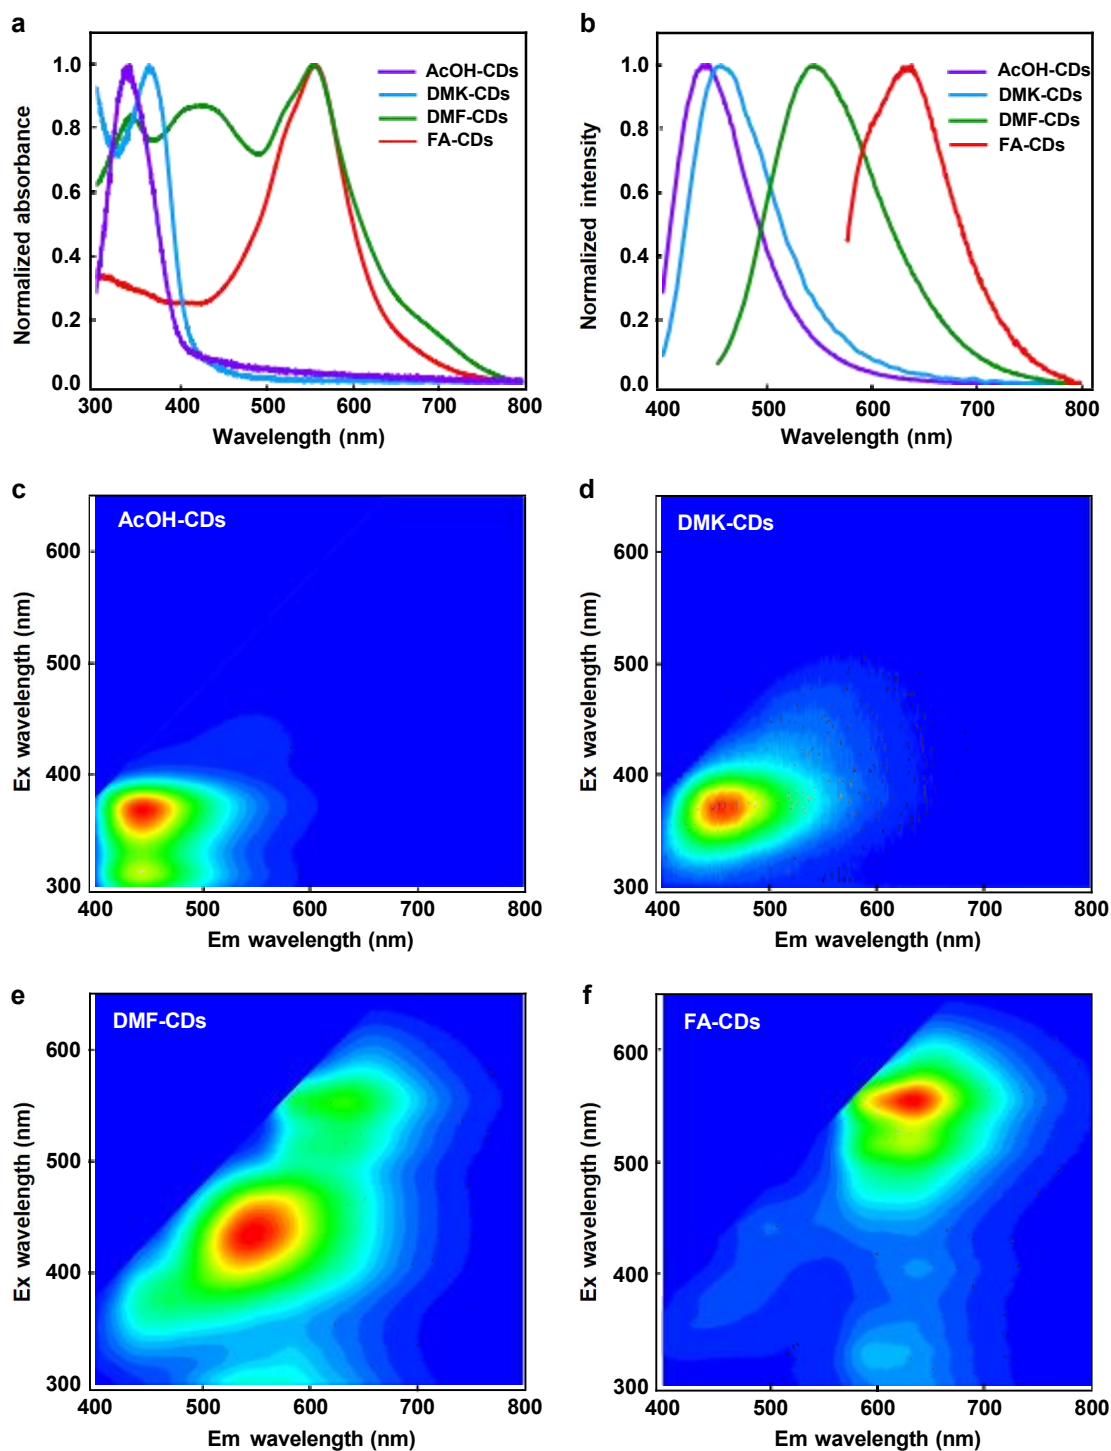 a
1.0
0.8
0.6
0.4
0.2
0.0
Normalized absorbance
AcOH-CDs
DMK-CDs
DMF-CDs
FA-CDs
300 400 500 600 700 800
Wavelength (nm)
b
1.0
0.8
0.6
0.4
0.2
0.0
Normalized intensity
AcOH-CDs
DMK-CDs
DMF-CDs
FA-CDs
400 500 600 700 800
Wavelength (nm)
c
AcOH-CDs
600
500
400
300
Ex wavelength (nm)
400 500 600 700 800
Em wavelength (nm)
d
DMK-CDs
600
500
400
300
Ex wavelength (nm)
400 500 600 700 800
Em wavelength (nm)
e
DMF-CDs
600
500
400
300
Ex wavelength (nm)
400 500 600 700 800
Em wavelength (nm)
f
FA-CDs
600
500
400
300
Ex wavelength (nm)
400 500 600 700 800
Em wavelength (nm)